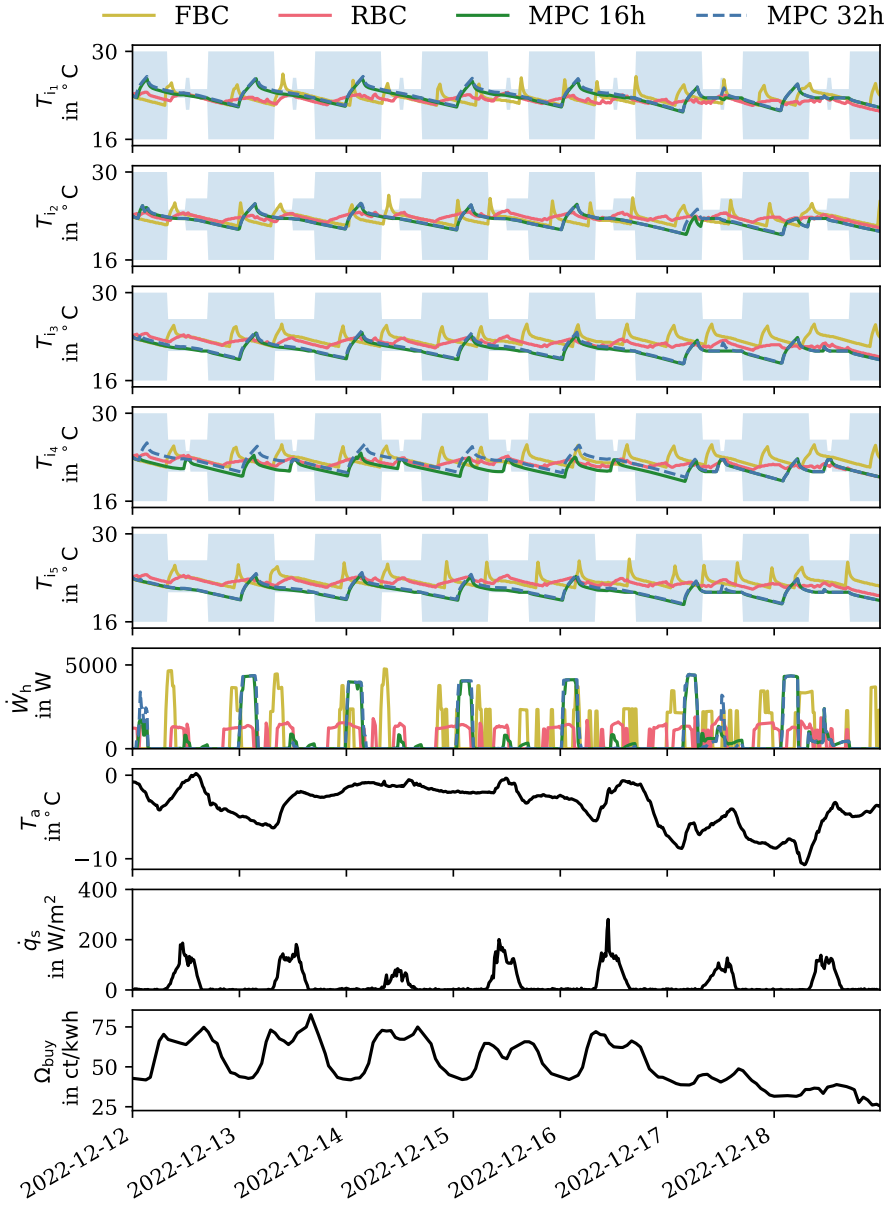 FBC RBC MPC 16h MPC 32h
30
T_i₁ in °C
16
30
T_i₂ in °C
16
30
T_i₃ in °C
16
30
T_i₄ in °C
16
30
T_i₅ in °C
16
5000
Ẇ_h in W
0
0
T_a in °C
−10
400
200
q̇_s in W/m²
0
75
50
Ω_buy in ct/kwh
25
2022-12-12
2022-12-13
2022-12-14
2022-12-15
2022-12-16
2022-12-17
2022-12-18